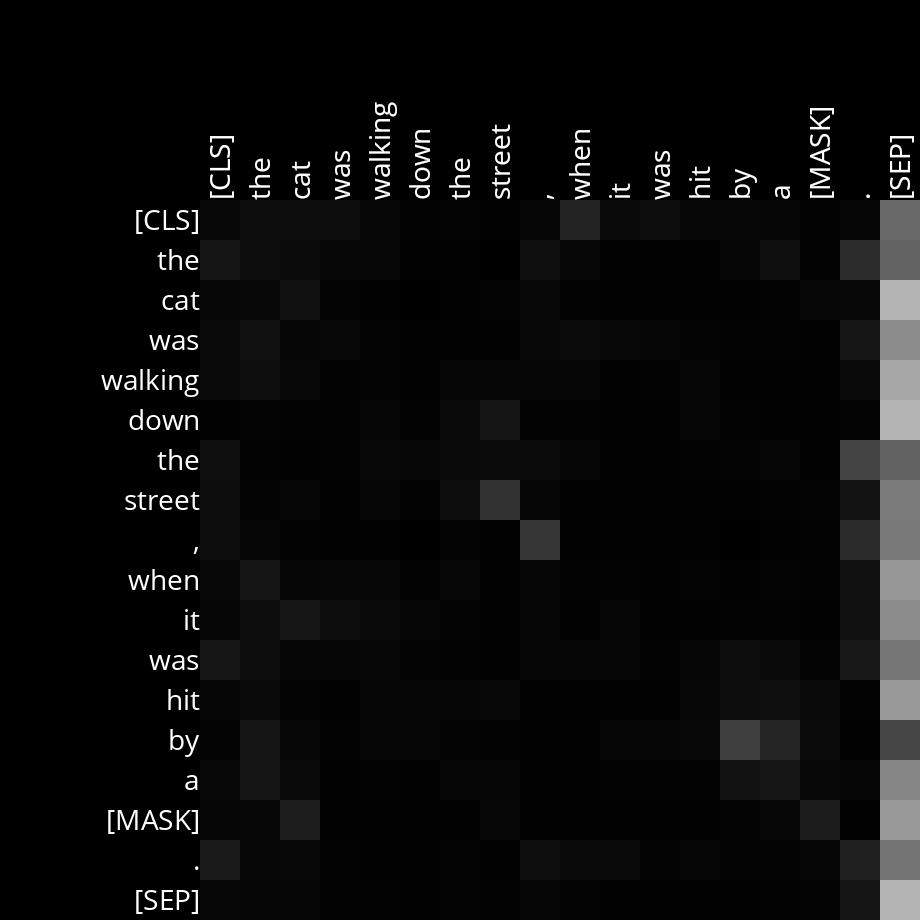 [CLS] the cat was walking down the street , when it was hit by a [MASK] . [SEP]
[CLS]
the
cat
was
walking
down
the
street
,
when
it
was
hit
by
a
[MASK]
.
[SEP]